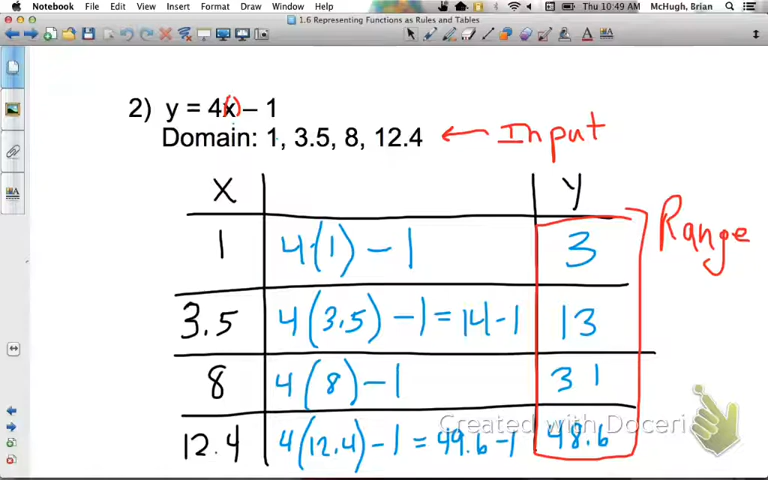 Notebook File Edit View Insert Format Draw Help Thu 10:49 AM McHugh, Brian
1.6 Representing Functions as Rules and Tables
2) y = 4x() – 1
Domain: 1, 3.5, 8, 12.4 ← Input
X Y
Range
1 4(1) – 1 3
3.5 4(3.5) – 1 = 14 - 1 13
8 4(8) – 1 31
Created with Doceri
12.4 4(12.4) – 1 = 49.6 - 1 48.6